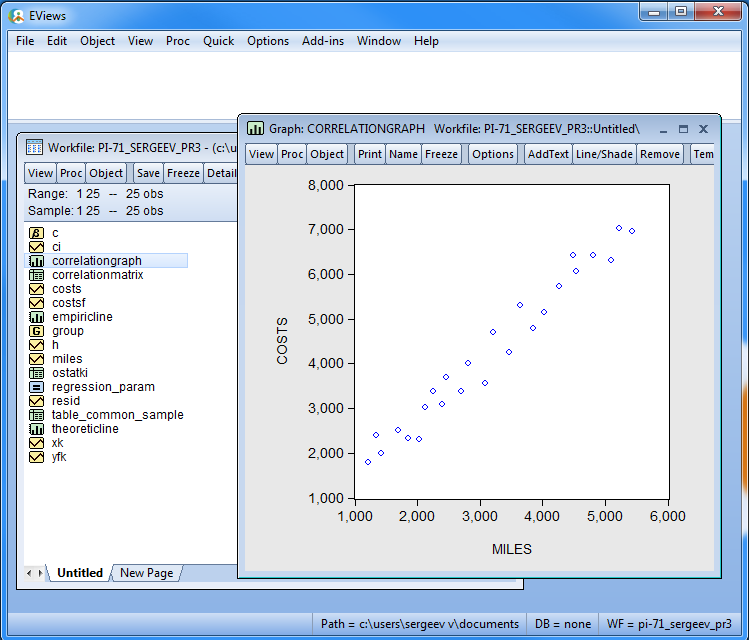 EViews
File Edit Object View Proc Quick Options Add-ins Window Help
Workfile: PI-71_SERGEEV_PR3 - (c:\u
View Proc Object Save Freeze Detail
Range: 1 25 -- 25 obs
Sample: 1 25 -- 25 obs
β c
ci
correlationgraph
correlationmatrix
costs
costsf
empiricline
G group
h
miles
ostatki
= regression_param
resid
table_common_sample
theoreticline
xk
yfk
Untitled New Page
Graph: CORRELATIONGRAPH Workfile: PI-71_SERGEEV_PR3::Untitled\
View Proc Object Print Name Freeze Options AddText Line/Shade Remove Tem
8,000
7,000
6,000
5,000
4,000
3,000
2,000
1,000
COSTS
1,000 2,000 3,000 4,000 5,000 6,000
MILES
Path = c:\users\sergeev v\documents DB = none WF = pi-71_sergeev_pr3